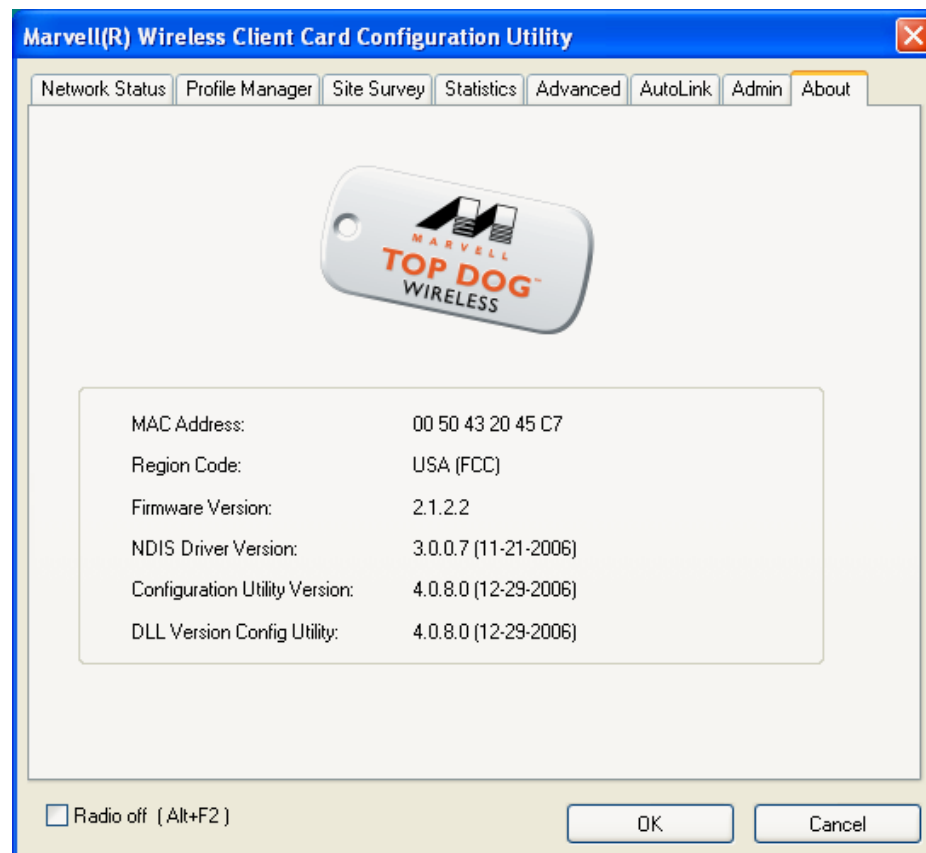 Marvell(R) Wireless Client Card Configuration Utility
Network Status Profile Manager Site Survey Statistics Advanced AutoLink Admin About
MARVELL
TOP DOG™
WIRELESS
MAC Address: 00 50 43 20 45 C7
Region Code: USA (FCC)
Firmware Version: 2.1.2.2
NDIS Driver Version: 3.0.0.7 (11-21-2006)
Configuration Utility Version: 4.0.8.0 (12-29-2006)
DLL Version Config Utility: 4.0.8.0 (12-29-2006)
Radio off (Alt+F2) OK Cancel